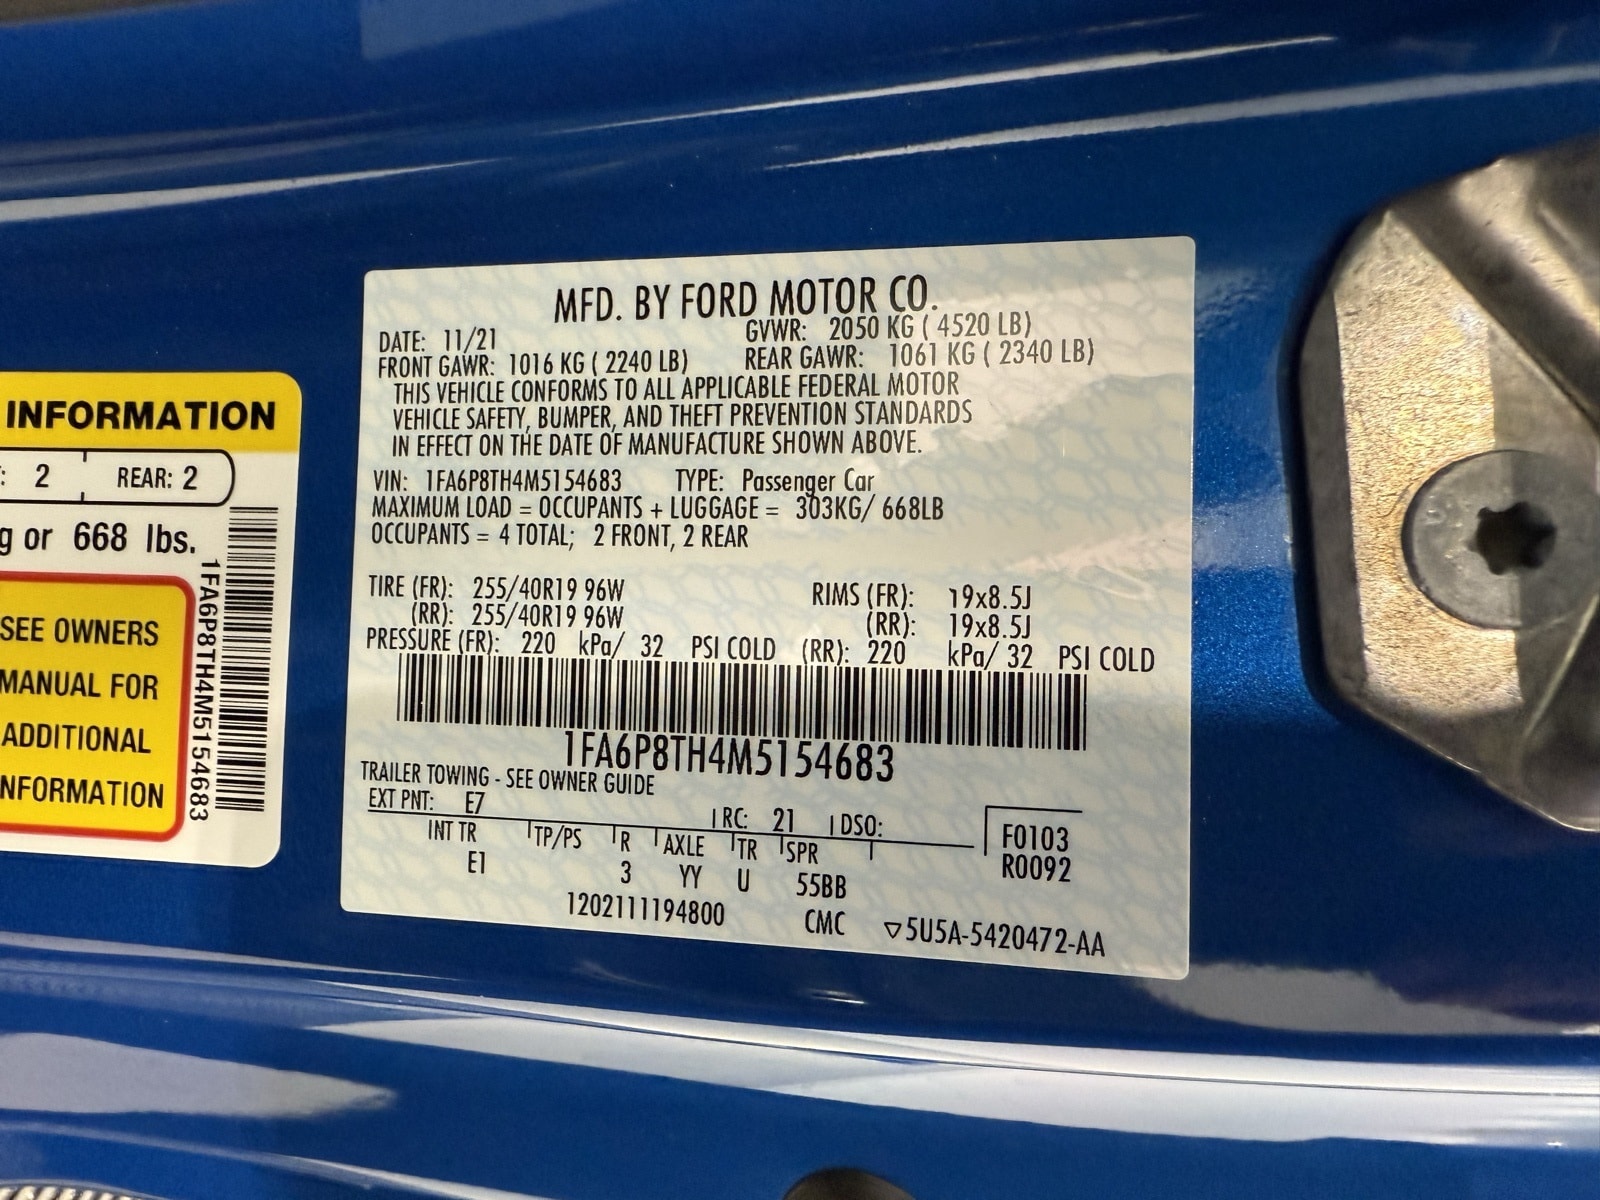 INFORMATION
: 2 REAR: 2
g or 668 lbs.
SEE OWNERS
MANUAL FOR
ADDITIONAL
NFORMATION
1FA6P8TH4M5154683
MFD. BY FORD MOTOR CO.
DATE: 11/21 GVWR: 2050 KG ( 4520 LB)
FRONT GAWR: 1016 KG ( 2240 LB) REAR GAWR: 1061 KG ( 2340 LB)
THIS VEHICLE CONFORMS TO ALL APPLICABLE FEDERAL MOTOR
VEHICLE SAFETY, BUMPER, AND THEFT PREVENTION STANDARDS
IN EFFECT ON THE DATE OF MANUFACTURE SHOWN ABOVE.
VIN: 1FA6P8TH4M5154683 TYPE: Passenger Car
MAXIMUM LOAD = OCCUPANTS + LUGGAGE = 303KG/ 668LB
OCCUPANTS = 4 TOTAL; 2 FRONT, 2 REAR
TIRE (FR): 255/40R19 96W RIMS (FR): 19x8.5J
(RR): 255/40R19 96W (RR): 19x8.5J
PRESSURE (FR): 220 kPa/ 32 PSI COLD (RR): 220 kPa/ 32 PSI COLD
1FA6P8TH4M5154683
TRAILER TOWING - SEE OWNER GUIDE
EXT PNT: E7 RC: 21 DSO:
F0103
INT TR TP/PS R AXLE TR SPR
R0092
E1 3 YY U 55BB
1202111194800 CMC ▽5U5A-5420472-AA